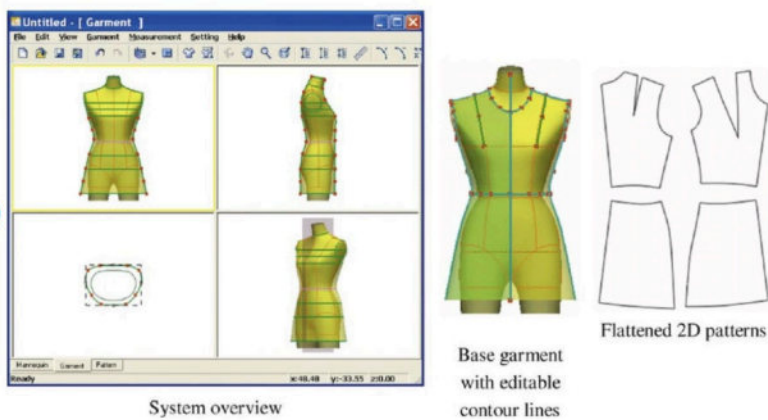 Untitled - [ Garment ]
File Edit View Garment Measurement Setting Help
Mannequin Garment Pattern
Ready x:48.48 y:-33.55 z:0.00
System overview
Base garment
with editable
contour lines
Flattened 2D patterns